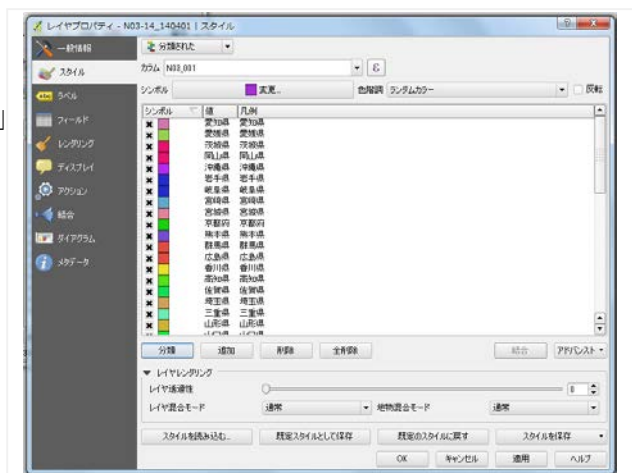 レイヤプロパティ - N03-14_140401 | スタイル
一般情報
スタイル
ラベル
フィールド
レンダリング
ディスプレイ
アクション
結合
ダイアグラム
メタデータ
分類された
カラム N03_001
ε
シンボル 変更... 色階調 ランダムカラー 反転
シンボル 値 凡例
愛知県 愛知県
愛媛県 愛媛県
茨城県 茨城県
岡山県 岡山県
沖縄県 沖縄県
岩手県 岩手県
岐阜県 岐阜県
宮崎県 宮崎県
宮城県 宮城県
京都府 京都府
熊本県 熊本県
群馬県 群馬県
広島県 広島県
香川県 香川県
高知県 高知県
佐賀県 佐賀県
埼玉県 埼玉県
三重県 三重県
山形県 山形県
山口県 山口県
分類 追加 削除 全削除 結合 アドバンスト
レイヤレンダリング
レイヤ透過性 0
レイヤ混合モード 通常 地物混合モード 通常
スタイルを読み込む... 既定スタイルとして保存 既定のスタイルに戻す スタイルを保存
OK キャンセル 適用 ヘルプ